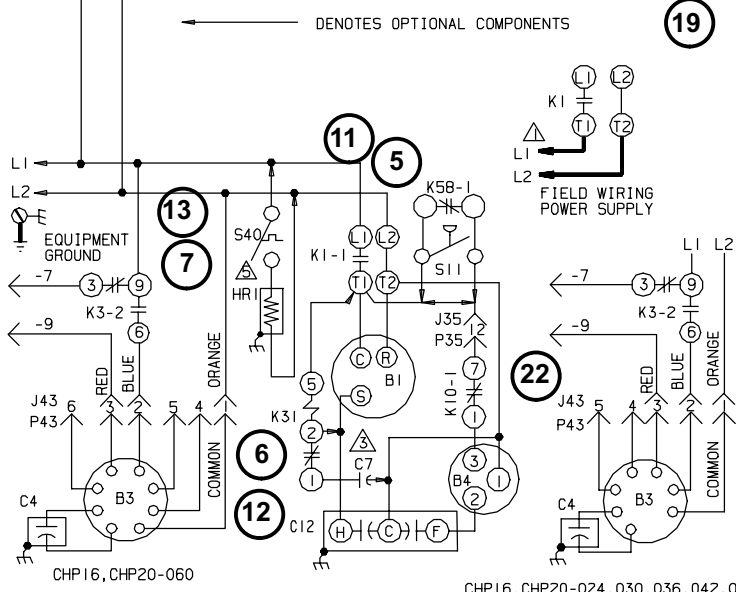 DENOTES OPTIONAL COMPONENTS
19
L1 L2
K1
T1 T2
1
L1
L2
FIELD WIRING
POWER SUPPLY
11
5
L1
L2
13
7
EQUIPMENT
GROUND
S40
5
HR1
K1-1
L1 L2
T1 T2
K58-1
S11
-7
3 9
K3-2
6
-9
RED
BLUE
ORANGE
J43
P43
6 3 2 5 4 1
COMMON
B3
C4
CHP16,CHP20-060
C R
B1
S
5
K31
2
1
3
C7
6
12
C12
H C F
J35
P35
12
7
K10-1
1
3
B4
1
2
22
L1 L2
-7
3 9
K3-2
6
-9
RED
BLUE
ORANGE
J43
P43
5 4 3 2 1
COMMON
B3
C4
CHP16,CHP20-024,030,036,042,0